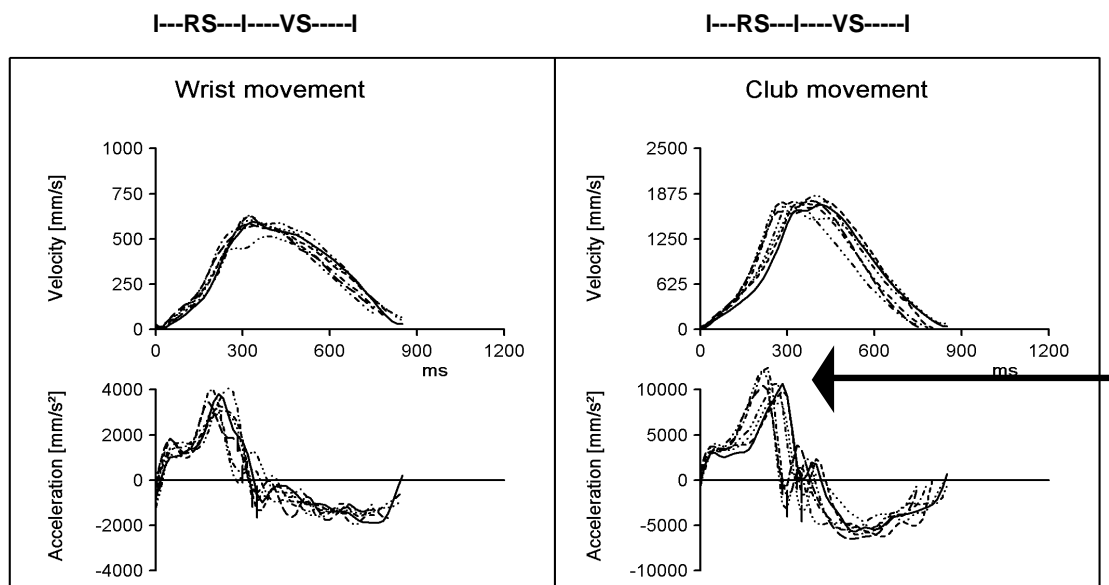 I---RS---I----VS-----I
I---RS---I----VS-----I
Wrist movement
Velocity [mm/s]
1000
750
500
250
0
0 300 600 900 1200
ms
Acceleration [mm/s²]
4000
2000
0
-2000
-4000
Club movement
Velocity [mm/s]
2500
1875
1250
625
0
0 300 600 900 1200
ms
Acceleration [mm/s²]
10000
5000
0
-5000
-10000